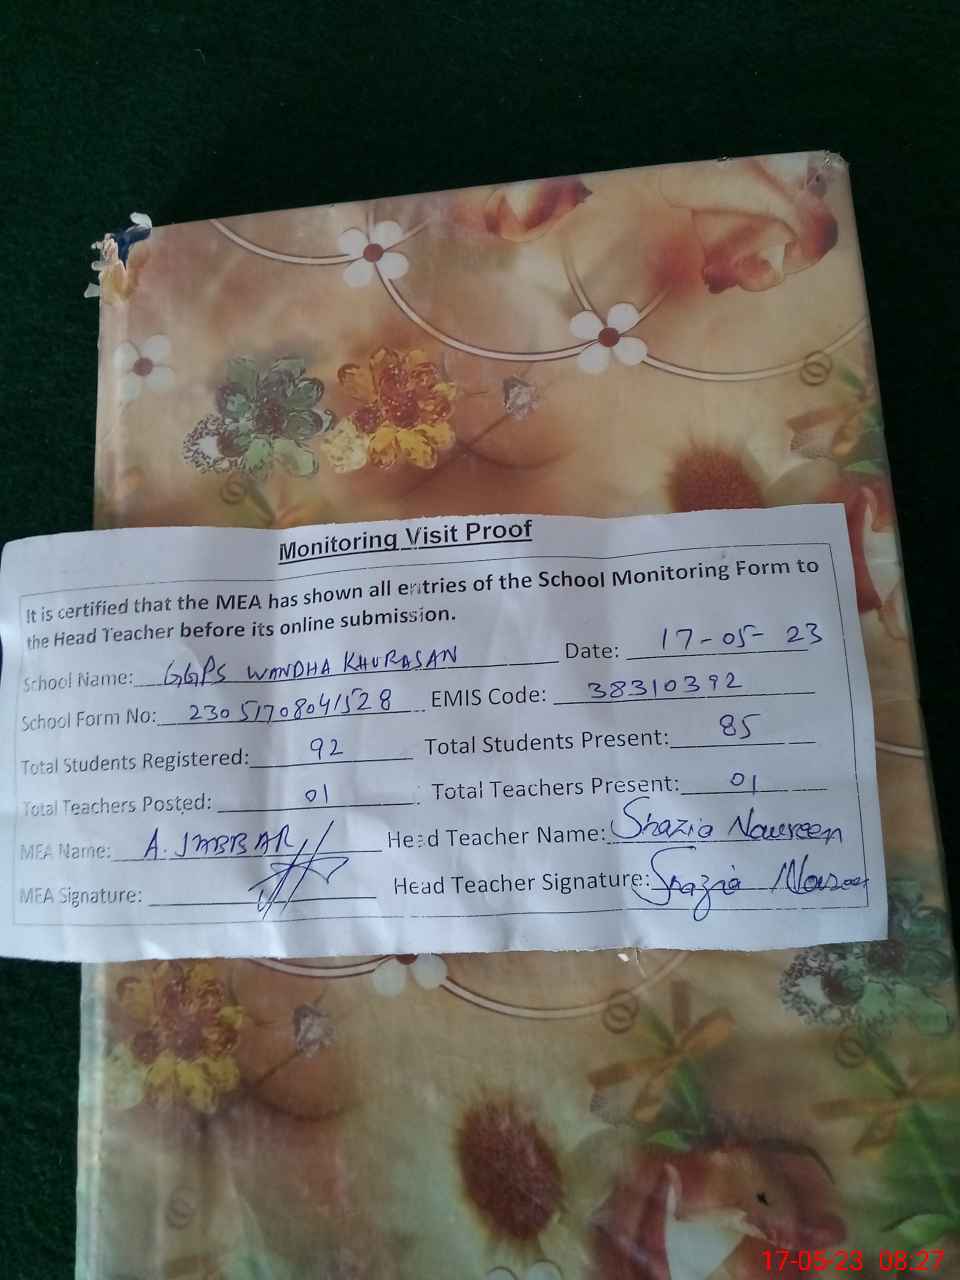 Monitoring Visit Proof
It is certified that the MEA has shown all entries of the School Monitoring Form to
the Head Teacher before its online submission.
School Name: GGPS WANDHA KHURASAN Date: 17-05-23
School Form No: 23051708041528 EMIS Code: 38310392
Total Students Registered: 92 Total Students Present: 85
Total Teachers Posted: 01 Total Teachers Present: 01
MEA Name: A. JABBAR Head Teacher Name: Shazia Nowreen
MEA Signature: Head Teacher Signature: Shazia
17-05-23 08:27